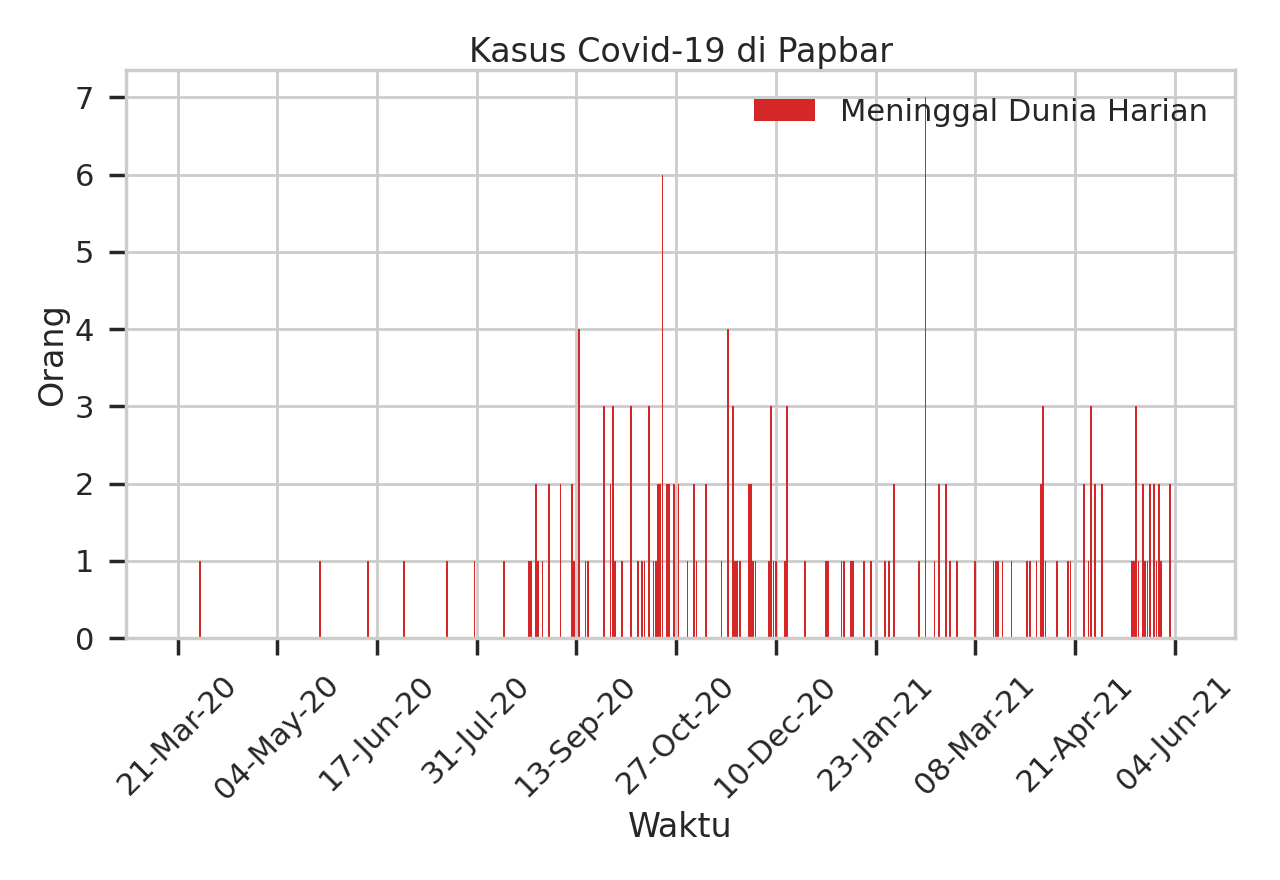 Kasus Covid-19 di Papbar
Meninggal Dunia Harian
Orang
7
6
5
4
3
2
1
0
21-Mar-20
04-May-20
17-Jun-20
31-Jul-20
13-Sep-20
27-Oct-20
10-Dec-20
23-Jan-21
08-Mar-21
21-Apr-21
04-Jun-21
Waktu